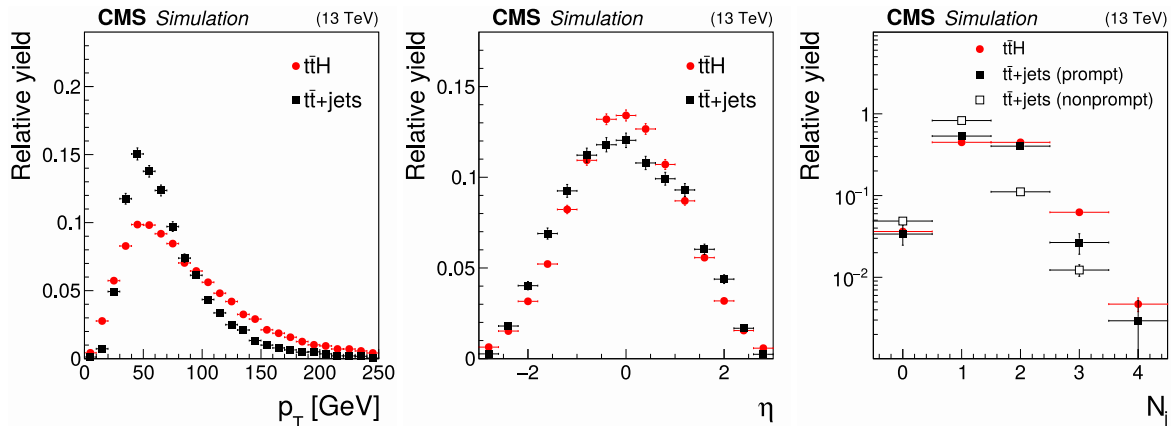 CMS Simulation (13 TeV)
Relative yield
0.2
0.15
0.1
0.05
0
tt̄H
tt̄+jets
0 50 100 150 200 250
p_T [GeV]
CMS Simulation (13 TeV)
Relative yield
0.15
0.1
0.05
0
tt̄H
tt̄+jets
−2 0 2
η
CMS Simulation (13 TeV)
Relative yield
1
10⁻¹
10⁻²
tt̄H
tt̄+jets (prompt)
tt̄+jets (nonprompt)
0 1 2 3 4
N_j